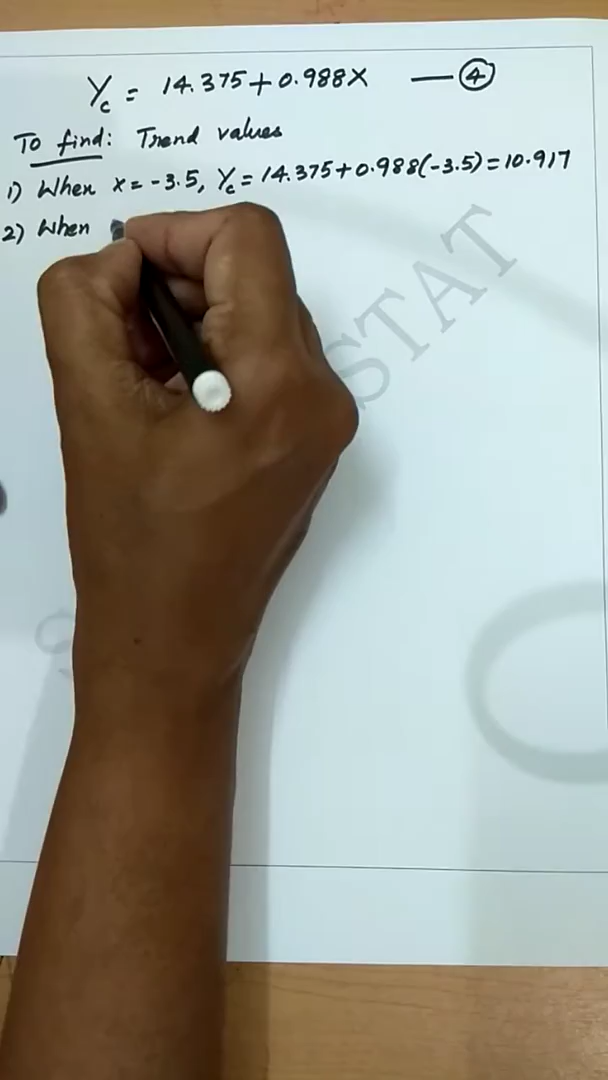 Yc = 14.375+0.988X —— ④
To find: Trend values
1) When x = -3.5, Yc = 14.375+0.988(-3.5) = 10.917
2) When
STAT